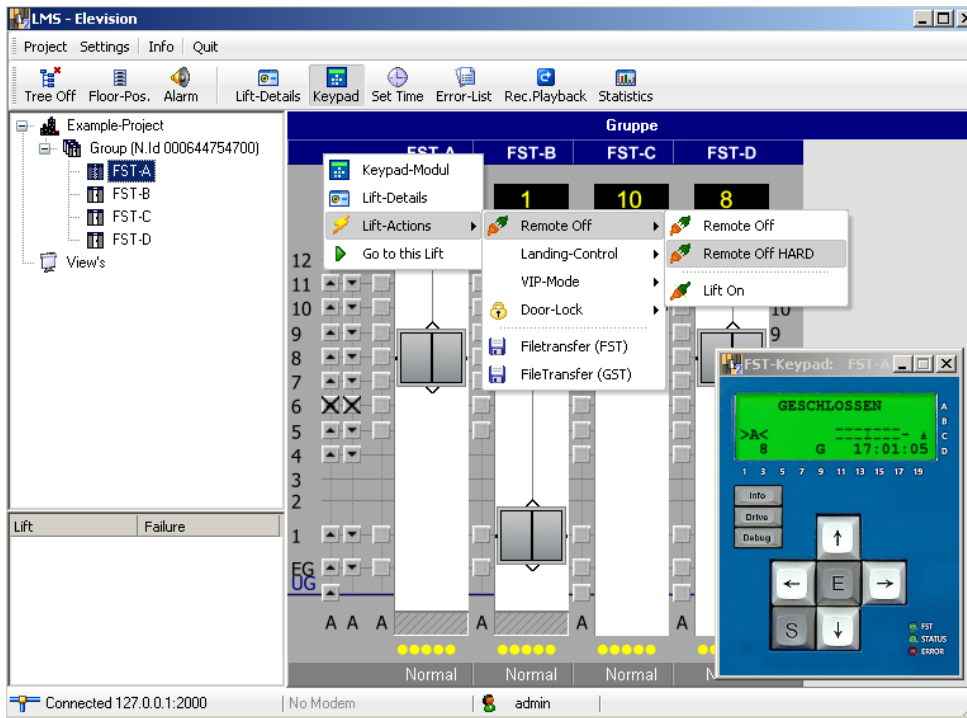 LMS - Elevision
Project Settings Info Quit
Tree Off Floor-Pos. Alarm Lift-Details Keypad Set Time Error-List Rec.Playback Statistics
Example-Project
Group (N.Id 000644754700)
FST-A
FST-B
FST-C
FST-D
View's
Lift Failure
Gruppe
FST-A FST-B FST-C FST-D
1 10 8
Keypad-Modul
Lift-Details
Lift-Actions
Go to this Lift
Remote Off
Landing-Control
VIP-Mode
Door-Lock
Filetransfer (FST)
FileTransfer (GST)
Remote Off
Remote Off HARD
Lift On
12
11
10 10
9 9
8
7
6
5
4
3
2
1
EG
UG
A A A A A A
Normal Normal Normal
FST-Keypad: FST-A
GESCHLOSSEN
>A<
8 G 17:01:05
A
B
C
D
1 3 5 7 9 11 13 15 17 19
Info
Drive
Debug
↑
← E →
S ↓
FST
STATUS
ERROR
Connected 127.0.0.1:2000 No Modem admin